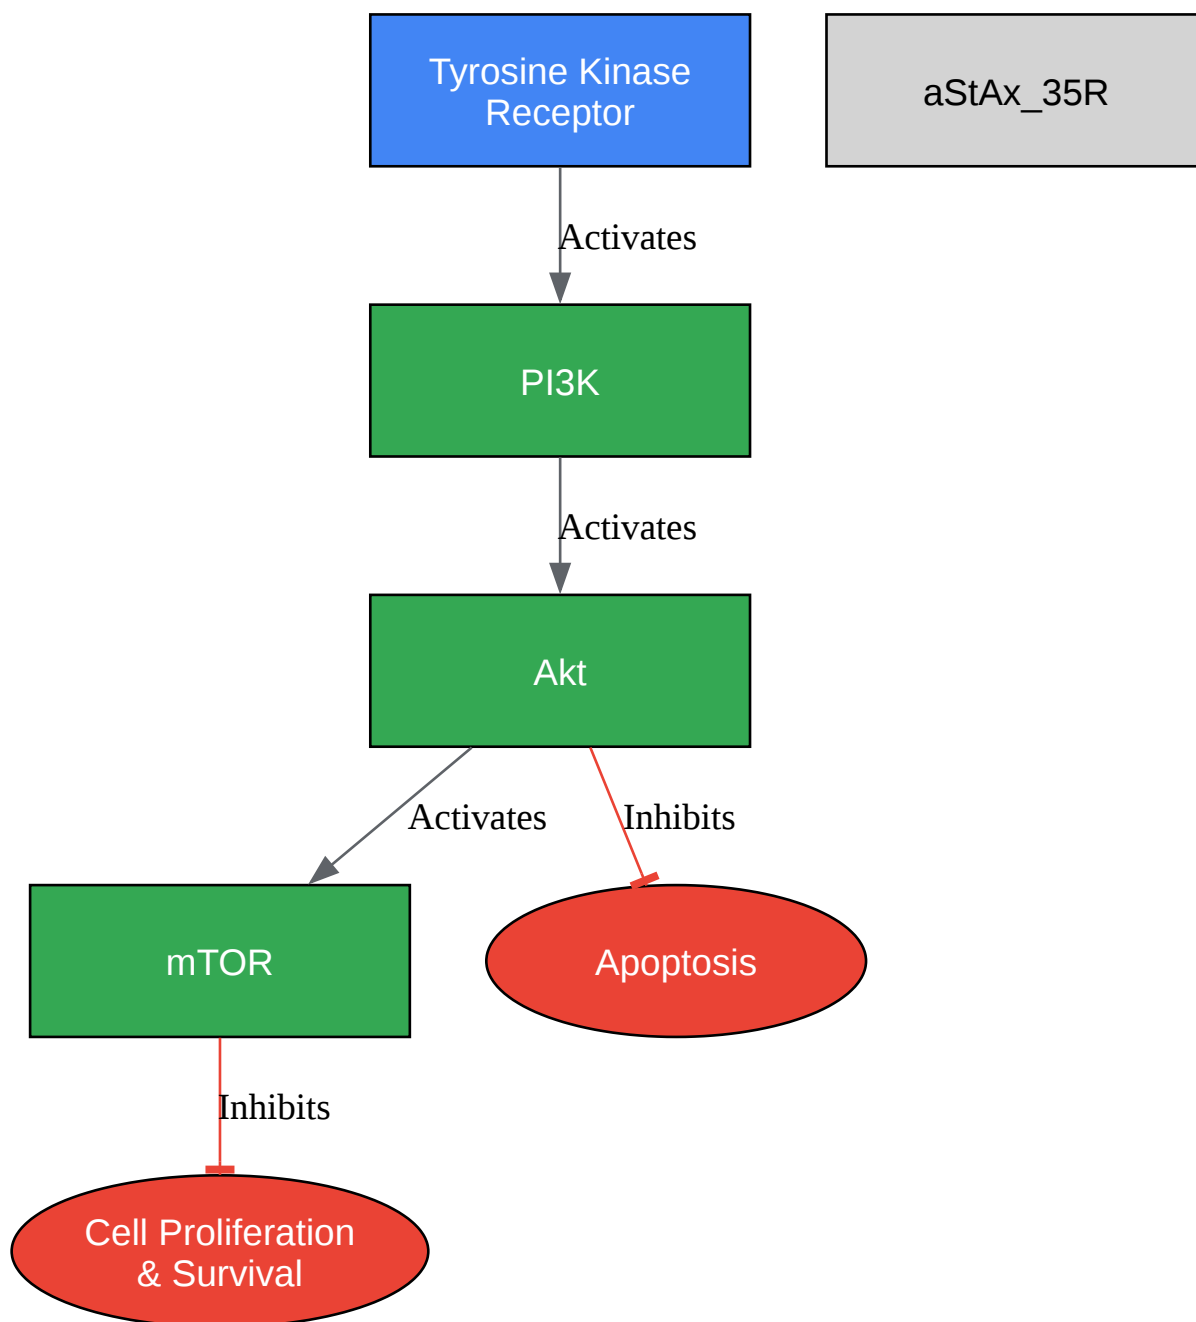 Tyrosine Kinase
Receptor
aStAx_35R
Activates
PI3K
Activates
Akt
Activates
Inhibits
mTOR
Apoptosis
Inhibits
Cell Proliferation
& Survival